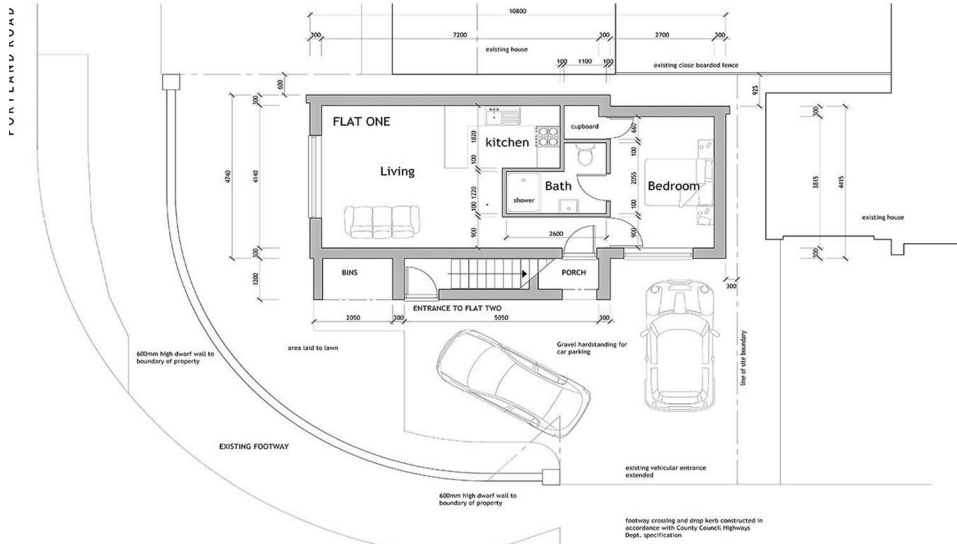 PORTLAND ROAD
10800
300
7200
300
2700
300
existing house
100
1100
100
existing close boarded fence
600
925
300
FLAT ONE
kitchen
1820
cupboard
660
300
100
Living
100
4740
4140
1220
Bath
2055
Bedroom
3815
4415
shower
100
100
existing house
900
2600
900
300
300
1200
BINS
PORCH
300
ENTRANCE TO FLAT TWO
2050
300
5050
300
area laid to lawn
Gravel hardstanding for
car parking
600mm high dwarf wall to
boundary of property
line of site boundary
EXISTING FOOTWAY
existing vehicular entrance
extended
600mm high dwarf wall to
boundary of property
footway crossing and drop kerb constructed in
accordance with County Council Highways
Dept. specification